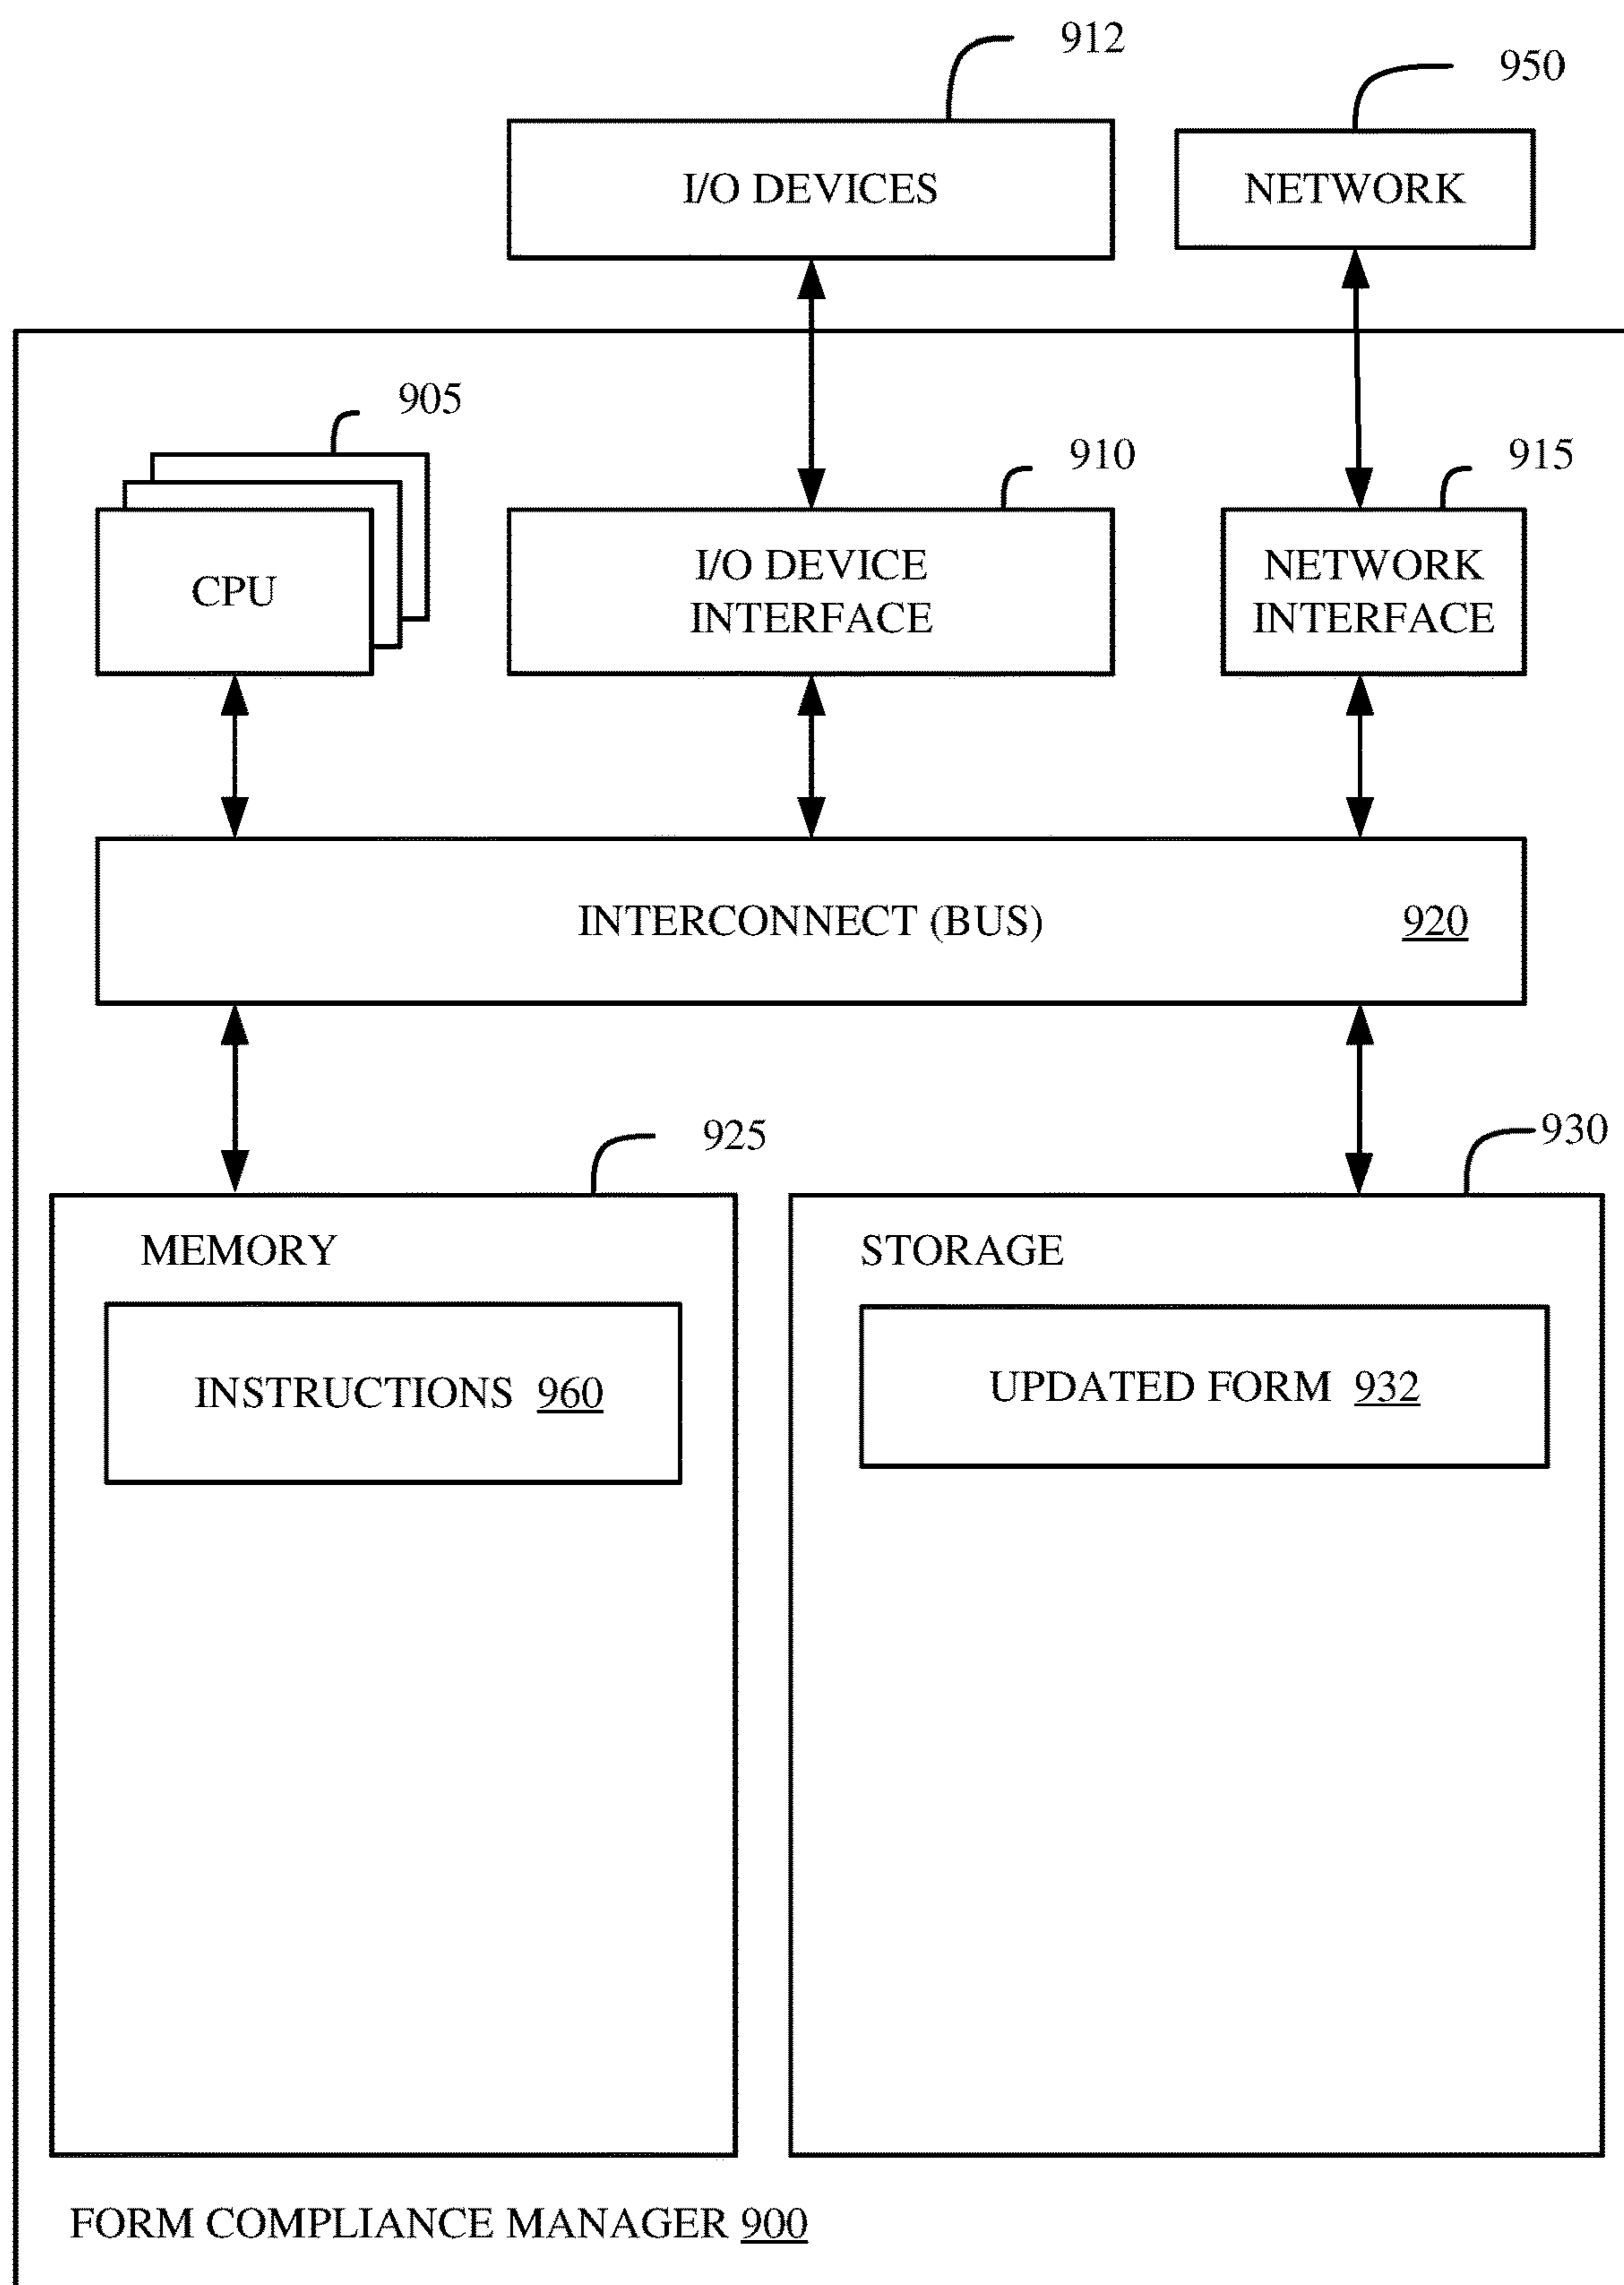 912
950
I/O DEVICES
NETWORK
905
910
915
CPU
I/O DEVICE
INTERFACE
NETWORK
INTERFACE
INTERCONNECT (BUS) 920
925
930
MEMORY
STORAGE
INSTRUCTIONS 960
UPDATED FORM 932
FORM COMPLIANCE MANAGER 900